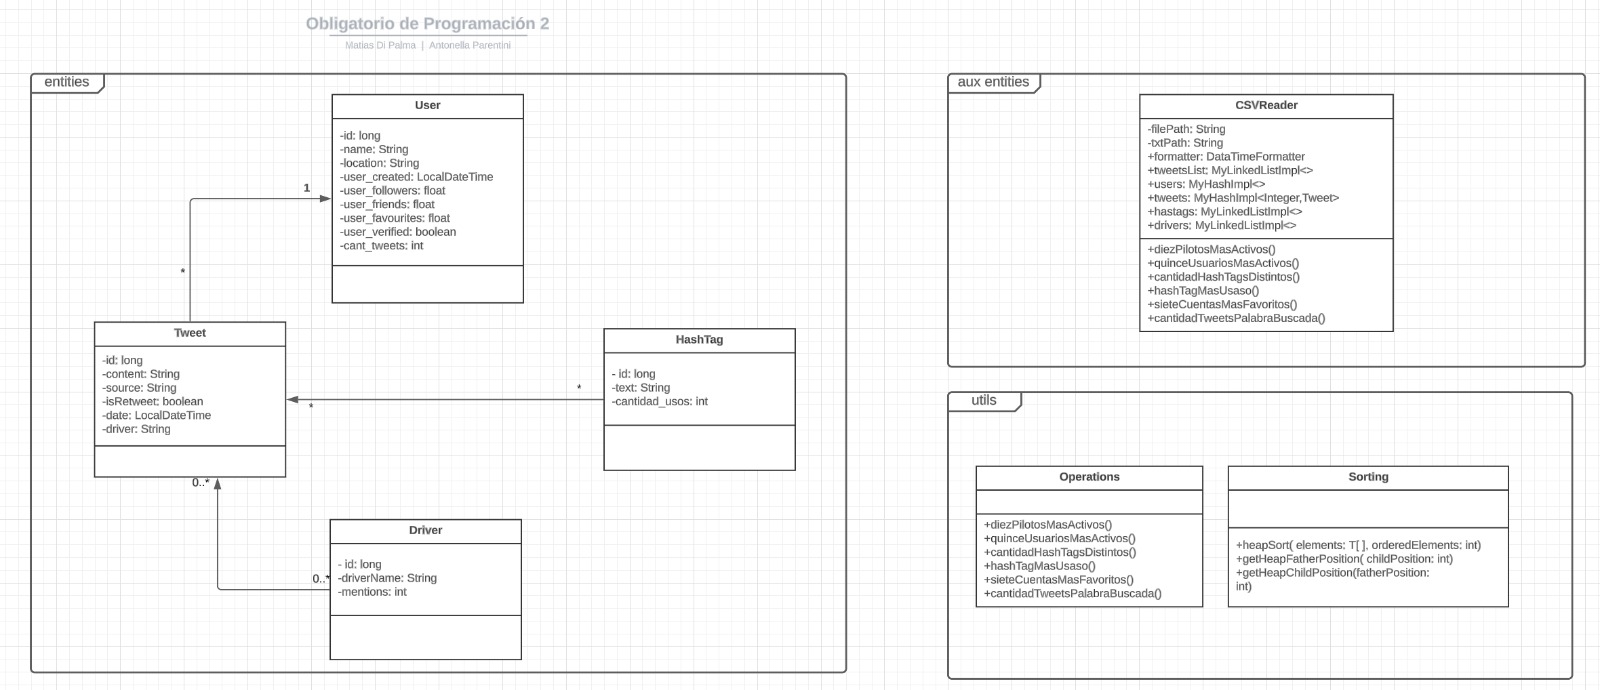 Obligatorio de Programación 2
Matias Di Palma | Antonella Parentini
entities
User
-id: long
-name: String
-location: String
-user_created: LocalDateTime
-user_followers: float
-user_friends: float
-user_favourites: float
-user_verified: boolean
-cant_tweets: int
1
*
Tweet
-id: long
-content: String
-source: String
-isRetweet: boolean
-date: LocalDateTime
-driver: String
HashTag
- id: long
-text: String
-cantidad_usos: int
*
*
0..*
Driver
- id: long
-driverName: String
-mentions: int
0..*
aux entities
CSVReader
-filePath: String
-txtPath: String
+formatter: DataTimeFormatter
+tweetsList: MyLinkedListImpl<>
+users: MyHashImpl<>
+tweets: MyHashImpl<Integer,Tweet>
+hastags: MyLinkedListImpl<>
+drivers: MyLinkedListImpl<>
+diezPilotosMasActivos()
+quinceUsuariosMasActivos()
+cantidadHashTagsDistintos()
+hashTagMasUsaso()
+sieteCuentasMasFavoritos()
+cantidadTweetsPalabraBuscada()
utils
Operations
+diezPilotosMasActivos()
+quinceUsuariosMasActivos()
+cantidadHashTagsDistintos()
+hashTagMasUsaso()
+sieteCuentasMasFavoritos()
+cantidadTweetsPalabraBuscada()
Sorting
+heapSort( elements: T[ ], orderedElements: int)
+getHeapFatherPosition( childPosition: int)
+getHeapChildPosition(fatherPosition:
int)